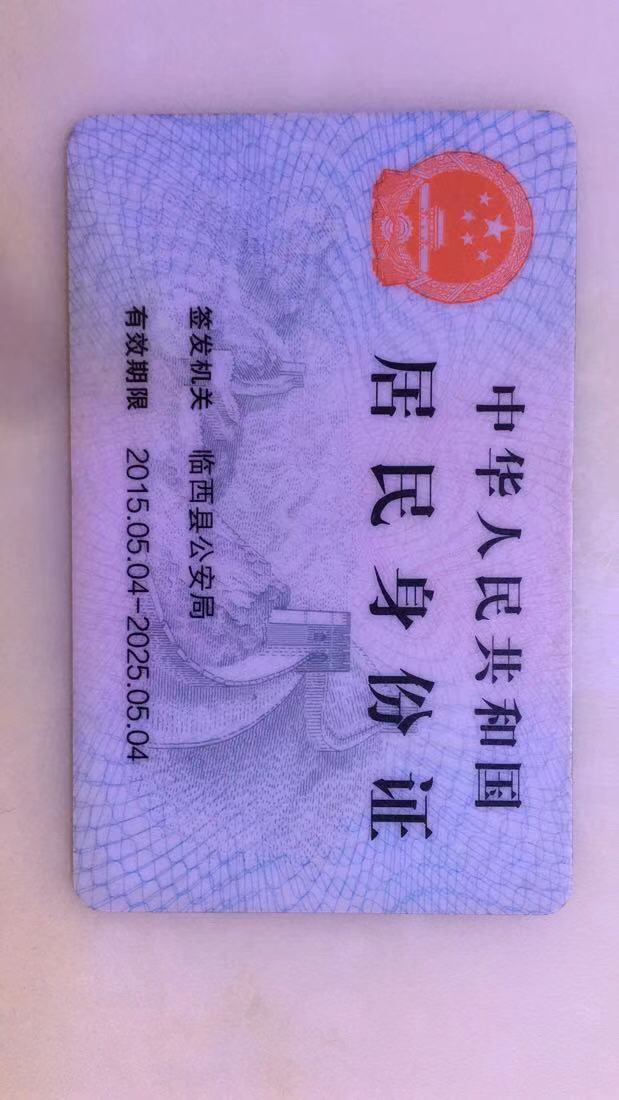 中华人民共和国
居民身份证
签发机关 临西县公安局
有效期限 2015.05.04-2025.05.04